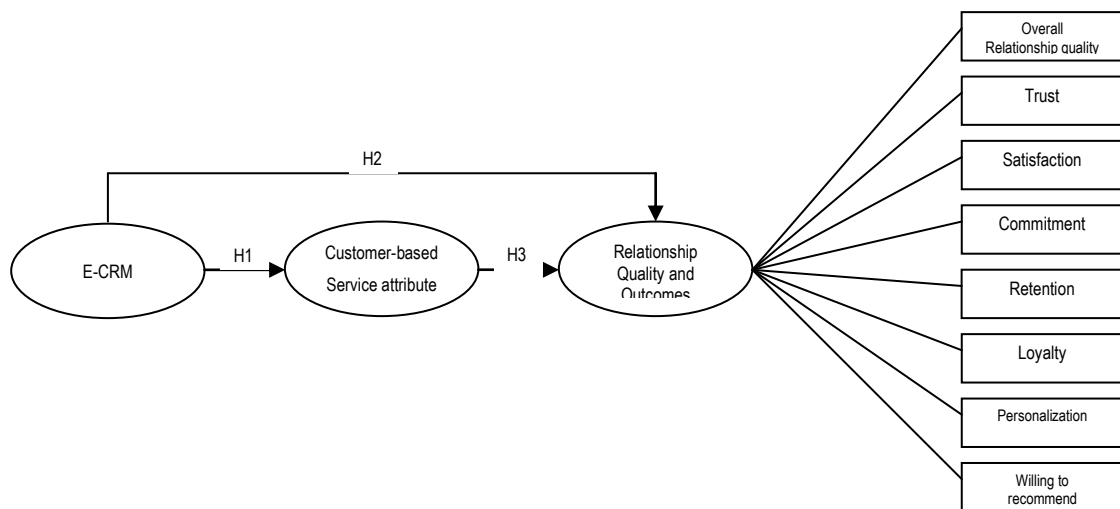 H2
E-CRM
H1
Customer-based
Service attribute
H3
Relationship
Quality and
Outcomes
Overall
Relationship quality
Trust
Satisfaction
Commitment
Retention
Loyalty
Personalization
Willing to
recommend